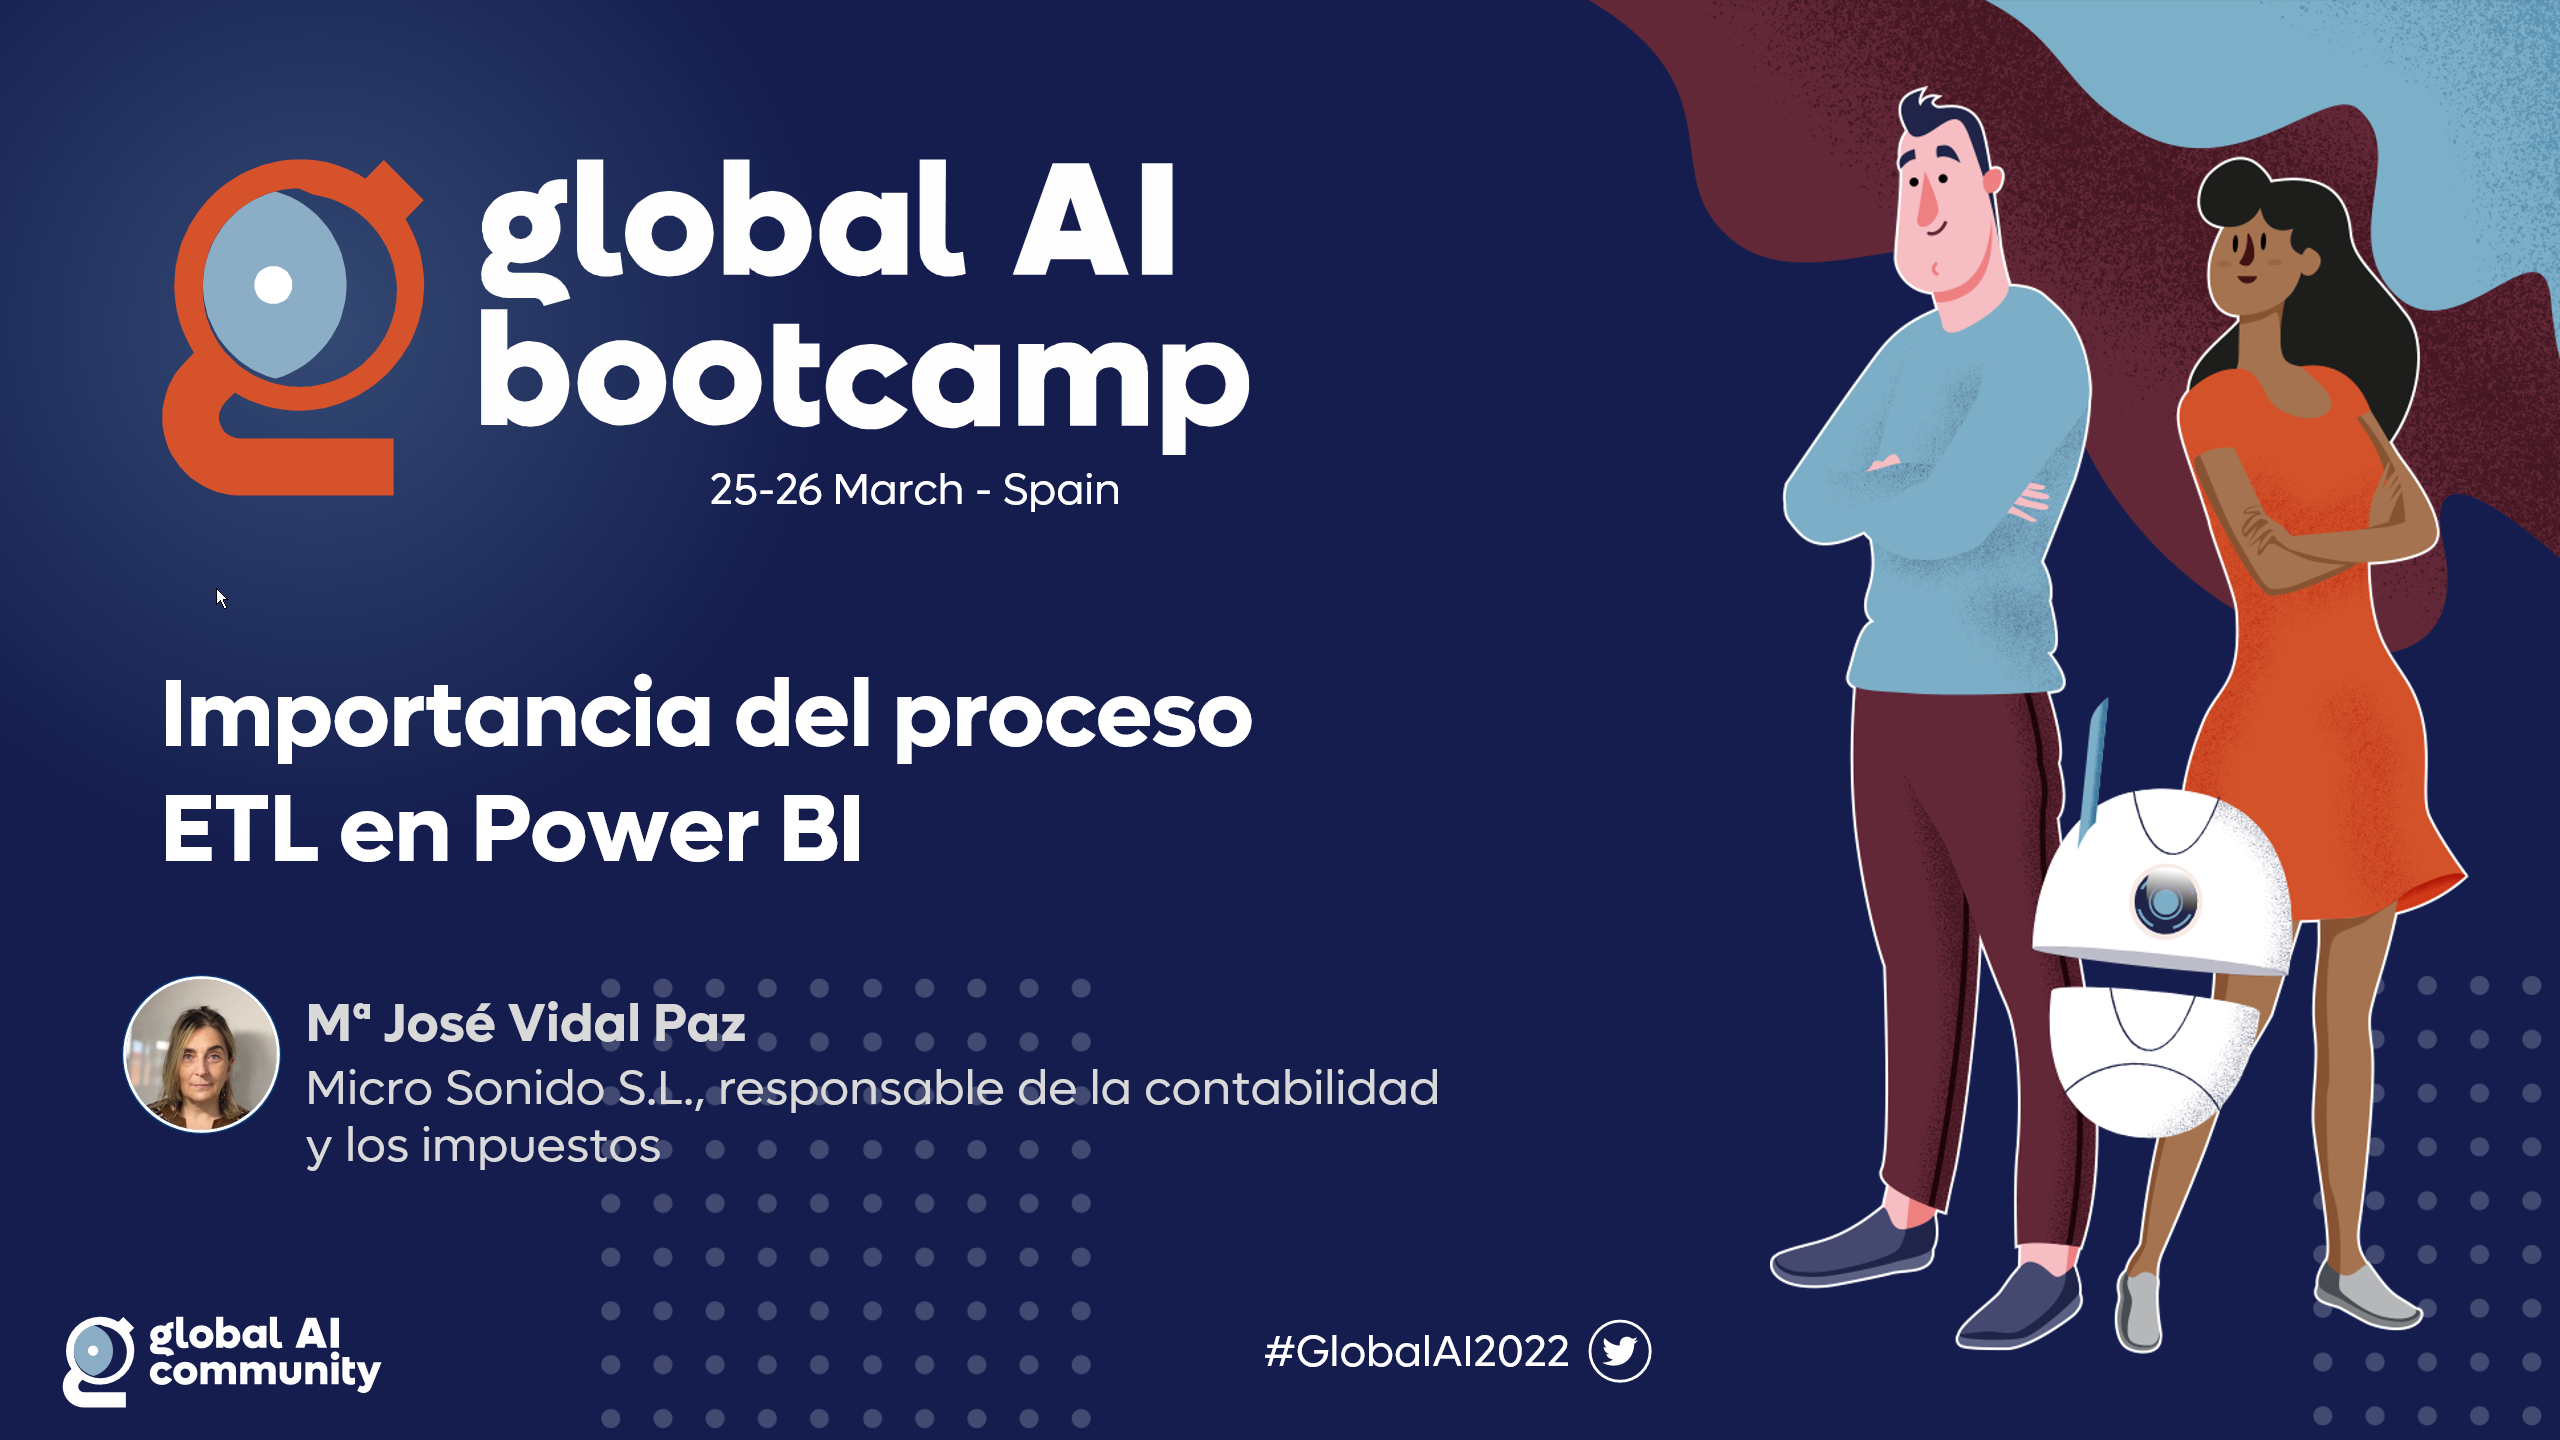 global AI
bootcamp
25-26 March - Spain
Importancia del proceso
ETL en Power BI
Mª José Vidal Paz
Micro Sonido S.L., responsable de la contabilidad
y los impuestos
global AI
community
#GlobalAI2022